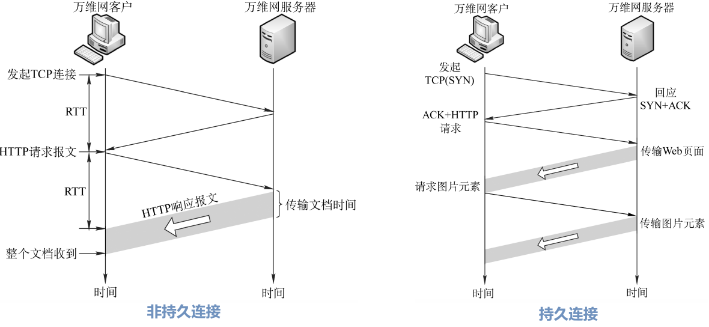 万维网客户
万维网服务器
发起TCP连接
RTT
HTTP请求报文
RTT
HTTP响应报文
传输文档时间
整个文档收到
时间
时间
非持久连接
万维网客户
万维网服务器
发起
TCP(SYN)
回应
SYN+ACK
ACK+HTTP
请求
传输Web页面
请求图片元素
传输图片元素
时间
时间
持久连接